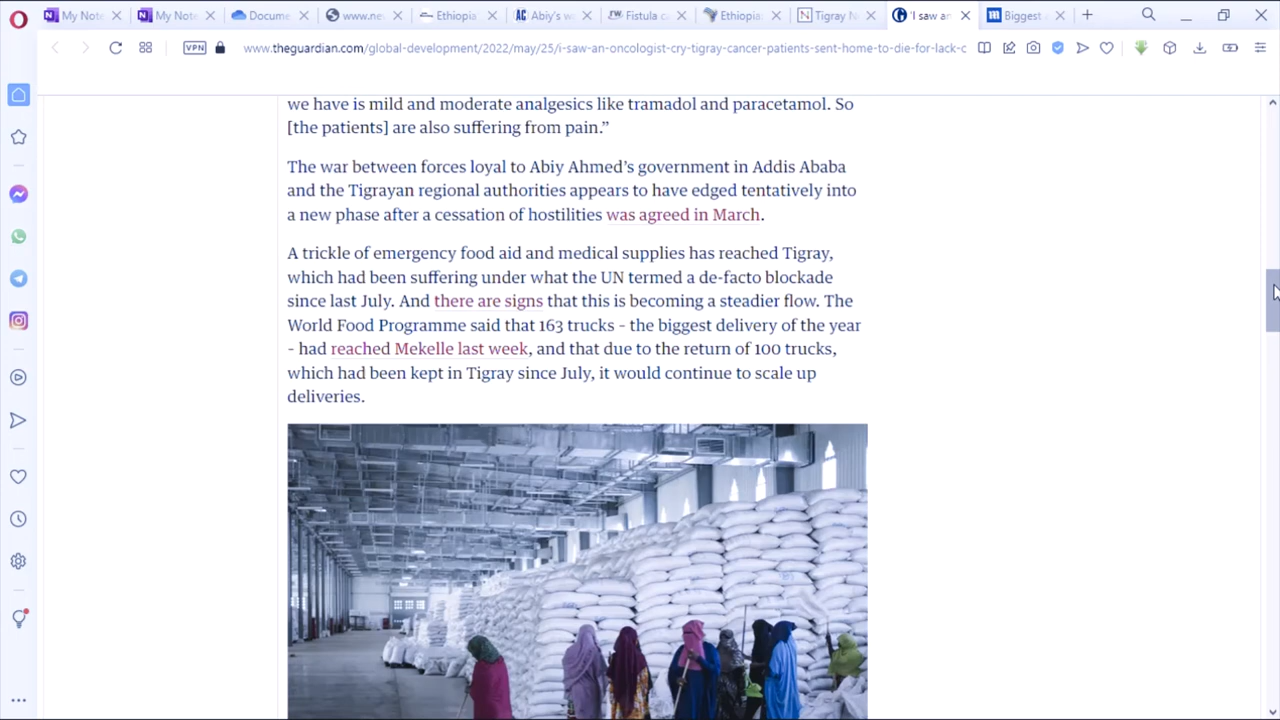 My Note
My Note
Docume
www.ne
Ethiopia
Abiy's w
Fistula c
Ethiopia:
Tigray N
'I saw an
Biggest
VPN
www.theguardian.com/global-development/2022/may/25/i-saw-an-oncologist-cry-tigray-cancer-patients-sent-home-to-die-for-lack-c
we have is mild and moderate analgesics like tramadol and paracetamol. So
[the patients] are also suffering from pain.”
The war between forces loyal to Abiy Ahmed’s government in Addis Ababa
and the Tigrayan regional authorities appears to have edged tentatively into
a new phase after a cessation of hostilities was agreed in March.
A trickle of emergency food aid and medical supplies has reached Tigray,
which had been suffering under what the UN termed a de-facto blockade
since last July. And there are signs that this is becoming a steadier flow. The
World Food Programme said that 163 trucks – the biggest delivery of the year
– had reached Mekelle last week, and that due to the return of 100 trucks,
which had been kept in Tigray since July, it would continue to scale up
deliveries.